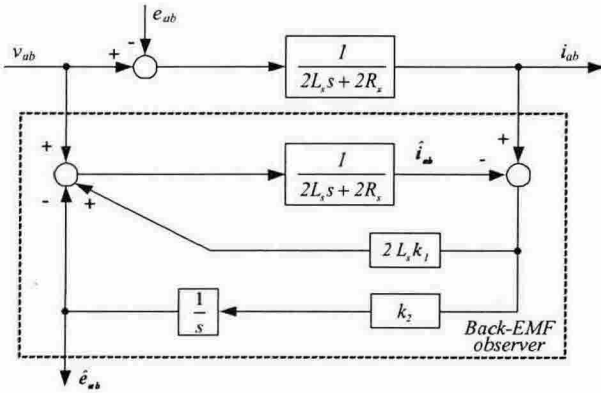 e_ab
-
v_ab
+
1
2L_s s + 2R_s
i_ab
+
+
1
2L_s s + 2R_s
î_ab
-
-
+
2 L_s k_1
1
s
k_2
Back-EMF
observer
ê_ab